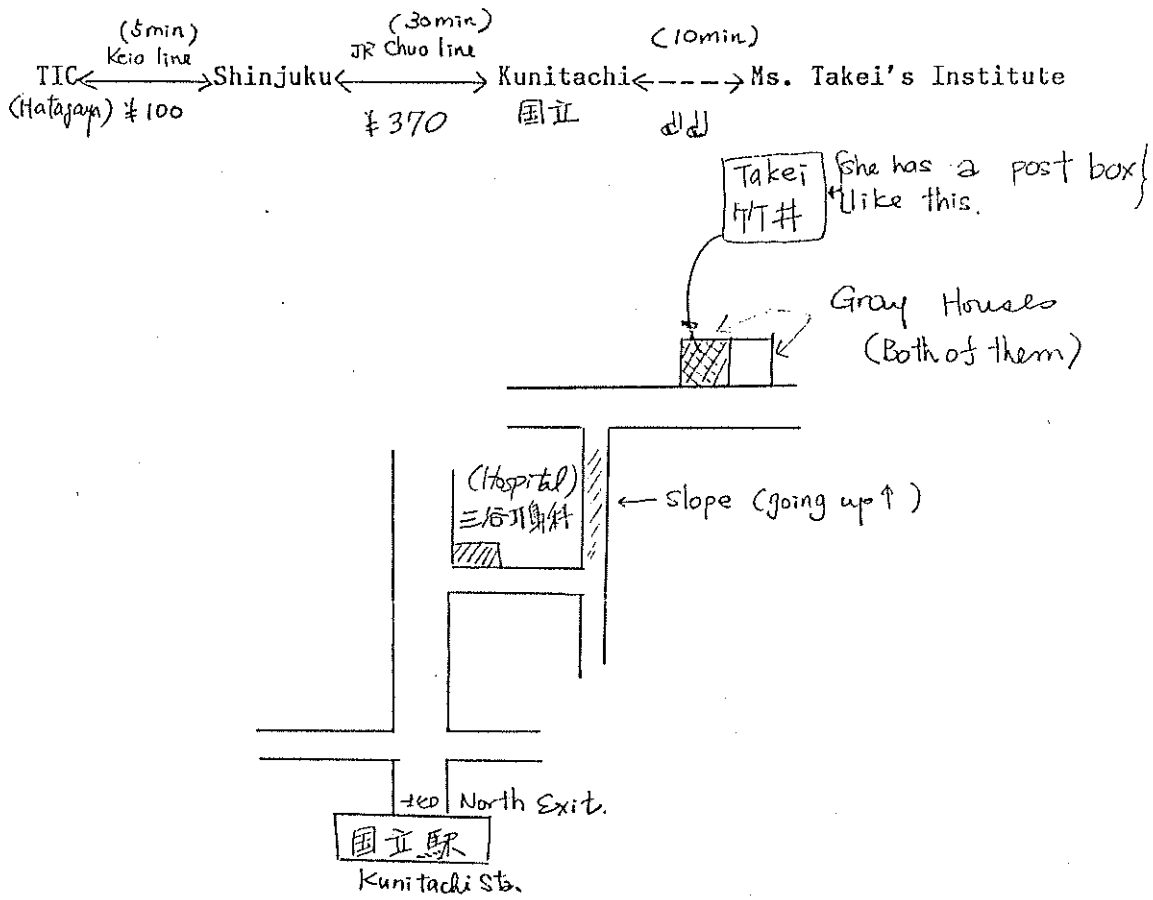 (5min)
Keio line
(30min)
JR Chuo line
(10min)
TIC Shinjuku Kunitachi Ms. Takei's Institute
(Hatagaya) ¥100
¥370
国立
Takei
竹井
{She has a post box
like this.}
Gray Houses
(Both of them)
(Hospital)
← Slope (going up↑)
北口 North Exit.
国立駅
Kunitachi Sta.